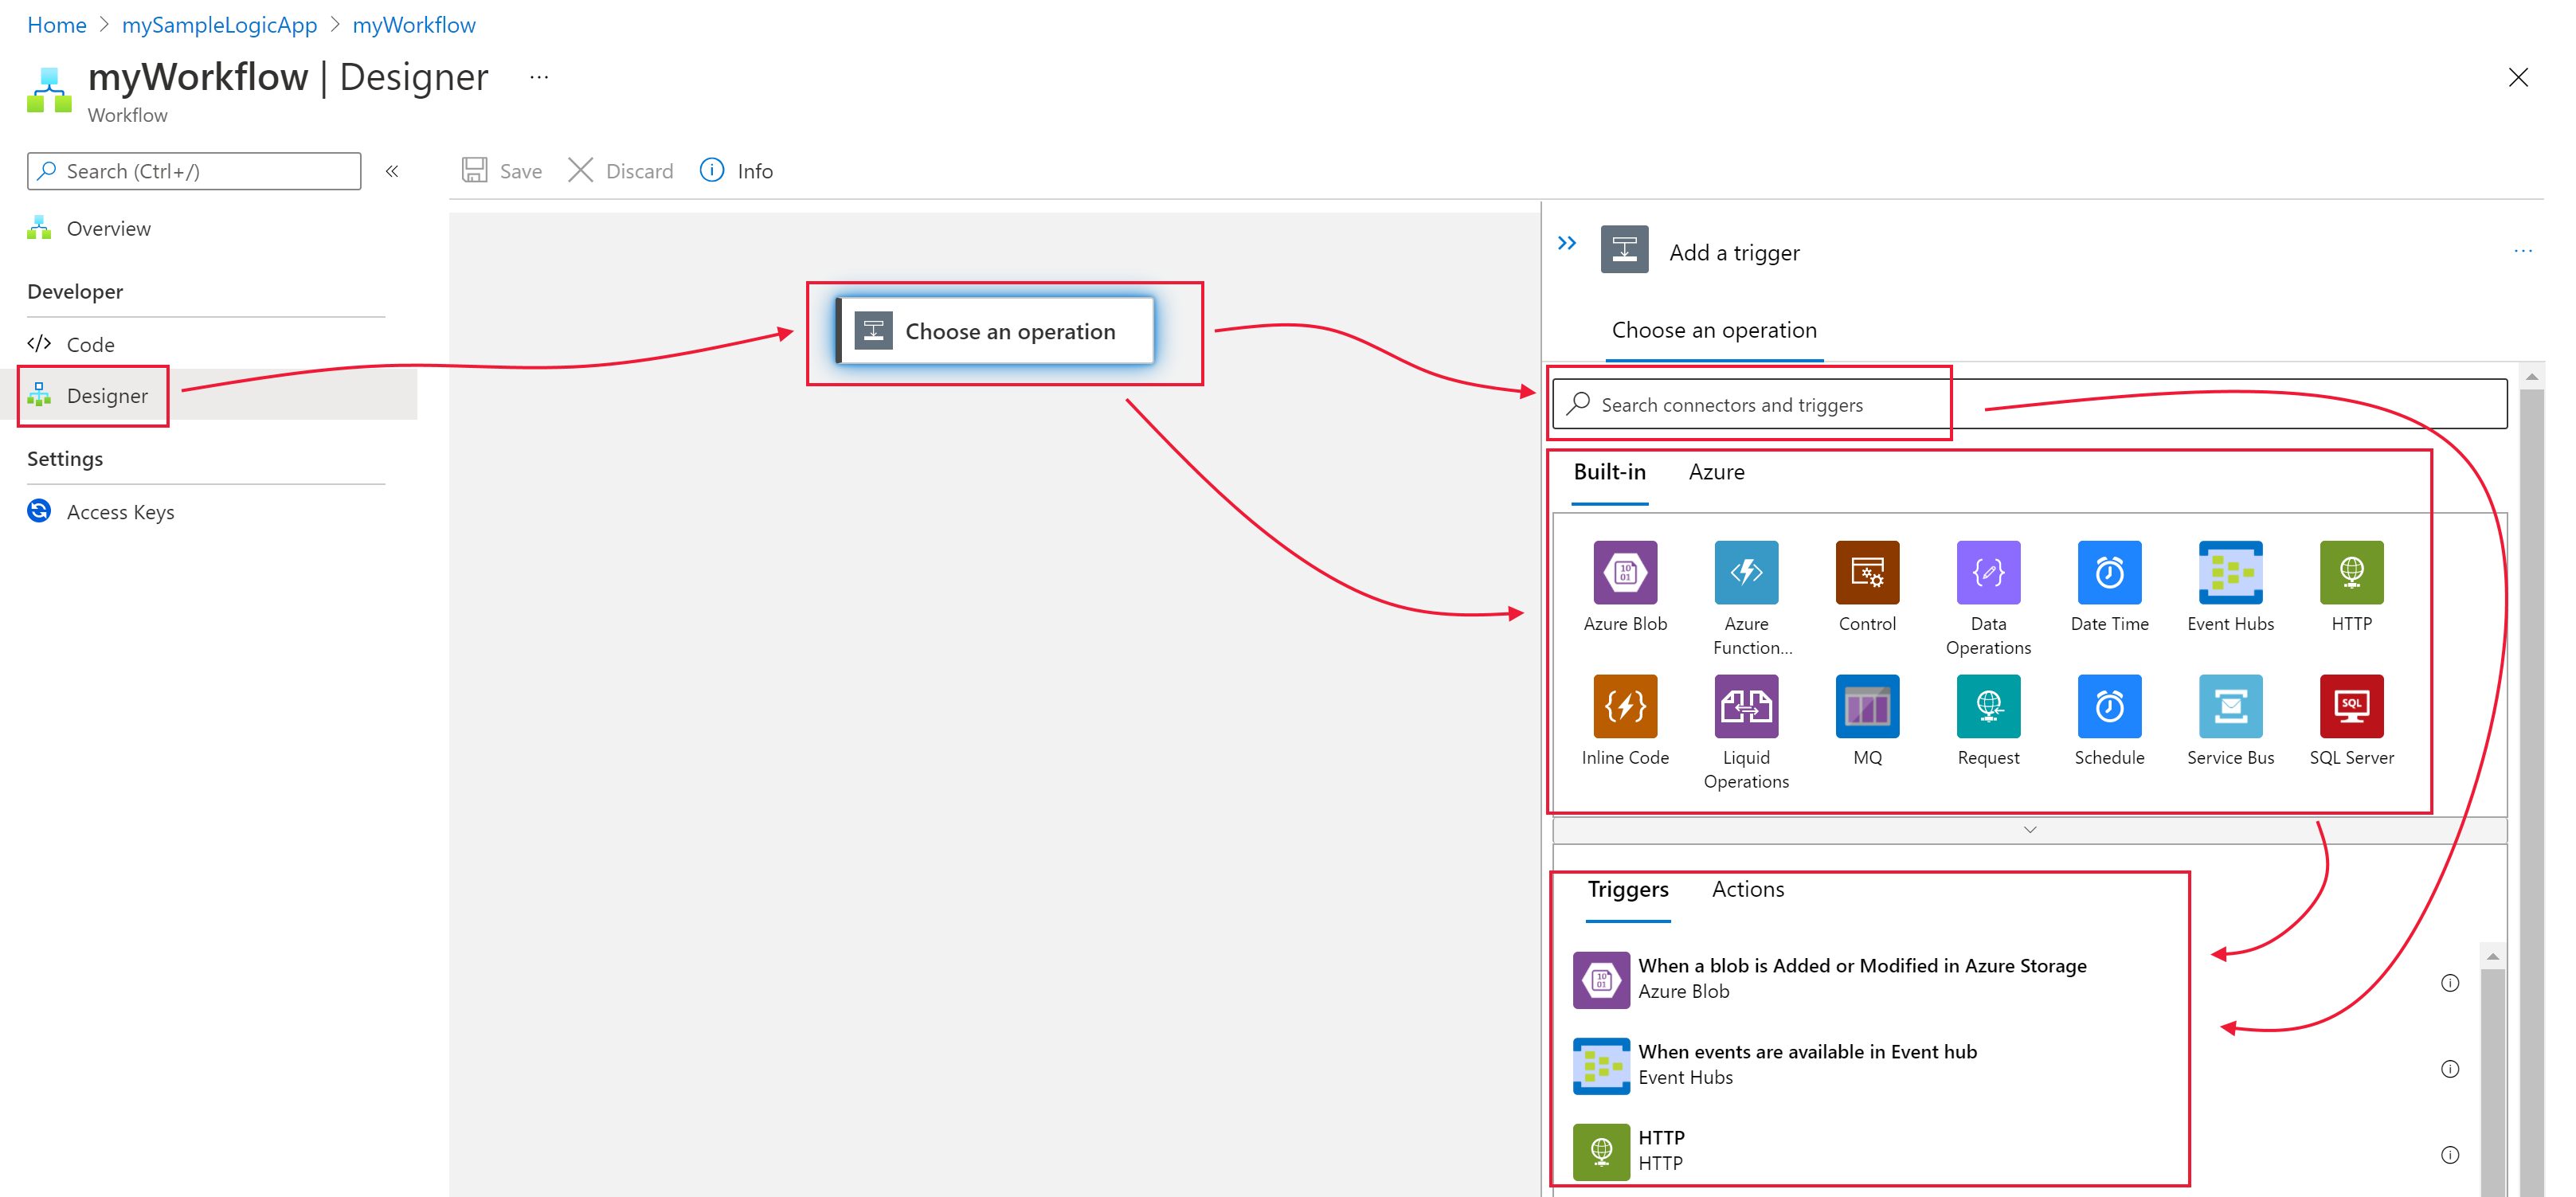 Home > mySampleLogicApp > myWorkflow
myWorkflow | Designer ...
Workflow
Search (Ctrl+/)
«
Save
Discard
Info
Overview
Developer
</> Code
Designer
Settings
Access Keys
Choose an operation
Add a trigger
...
Choose an operation
Search connectors and triggers
Built-in
Azure
Azure Blob
Azure
Function...
Control
Data
Operations
Date Time
Event Hubs
HTTP
Inline Code
Liquid
Operations
MQ
Request
Schedule
Service Bus
SQL
SQL Server
Triggers
Actions
When a blob is Added or Modified in Azure Storage
Azure Blob
When events are available in Event hub
Event Hubs
HTTP
HTTP